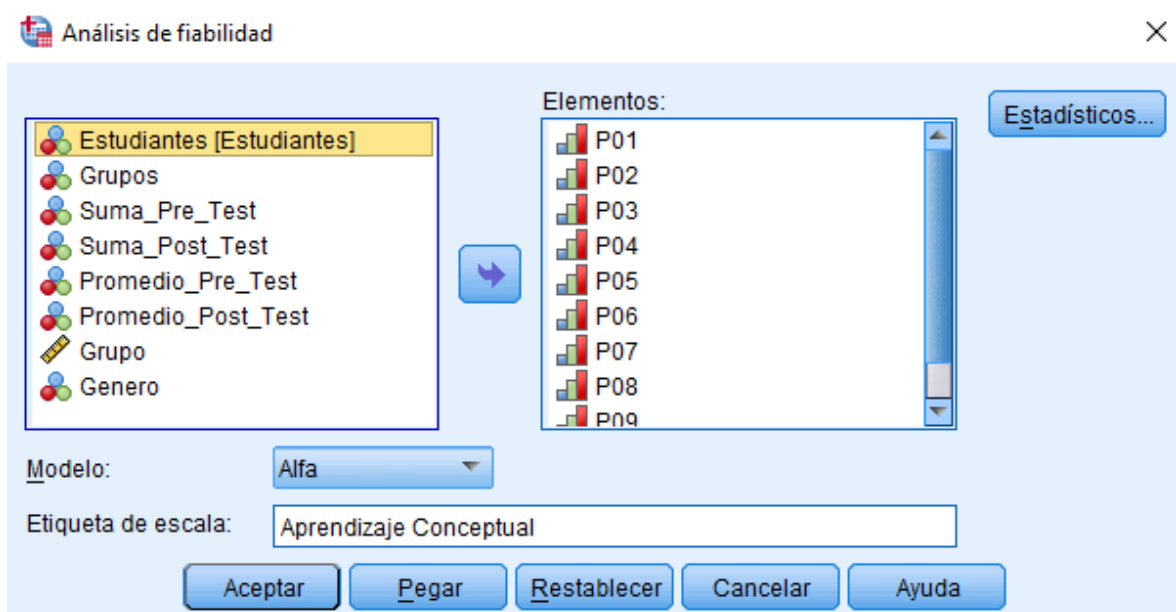 Análisis de fiabilidad
Estudiantes [Estudiantes]
Grupos
Suma_Pre_Test
Suma_Post_Test
Promedio_Pre_Test
Promedio_Post_Test
Grupo
Genero
Elementos:
P01
P02
P03
P04
P05
P06
P07
P08
P09
Estadísticos...
Modelo:
Alfa
Etiqueta de escala:
Aprendizaje Conceptual
Aceptar
Pegar
Restablecer
Cancelar
Ayuda